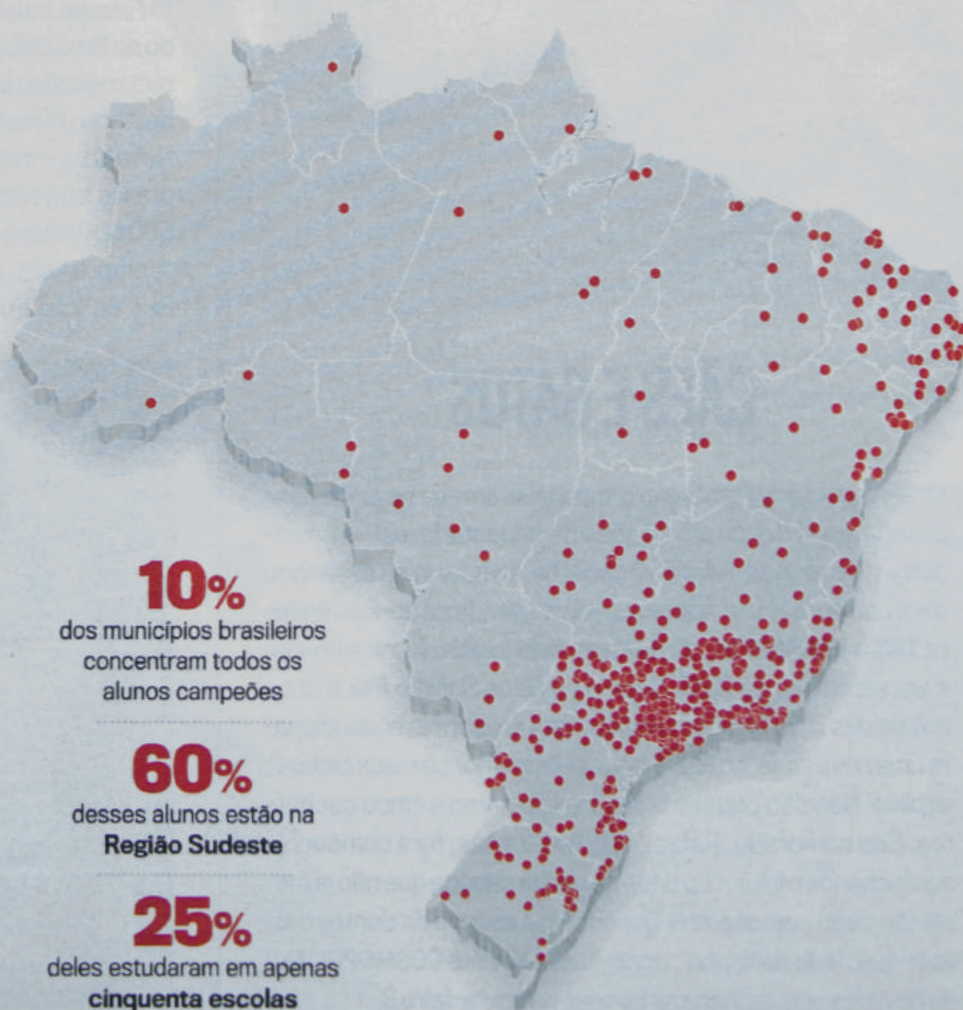 10%
dos municípios brasileiros
concentram todos os
alunos campeões
60%
desses alunos estão na
Região Sudeste
25%
deles estudaram em apenas
cinquenta escolas